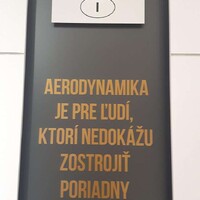 I
AERODYNAMIKA
JE PRE ĽUDÍ,
KTORÍ NEDOKÁŽU
ZOSTROJIŤ
PORIADNY